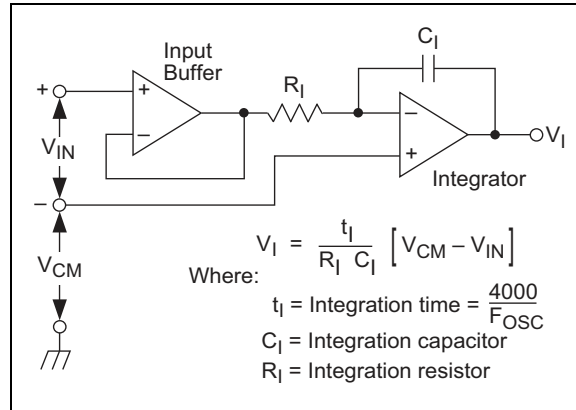 Input
Buffer
C_I
R_I
+
+
−
−
+
V_IN
−
V_CM
V_I
Integrator
V_I = t_I / R_I C_I [V_CM – V_IN]
Where:
t_I = Integration time = 4000 / F_OSC
C_I = Integration capacitor
R_I = Integration resistor